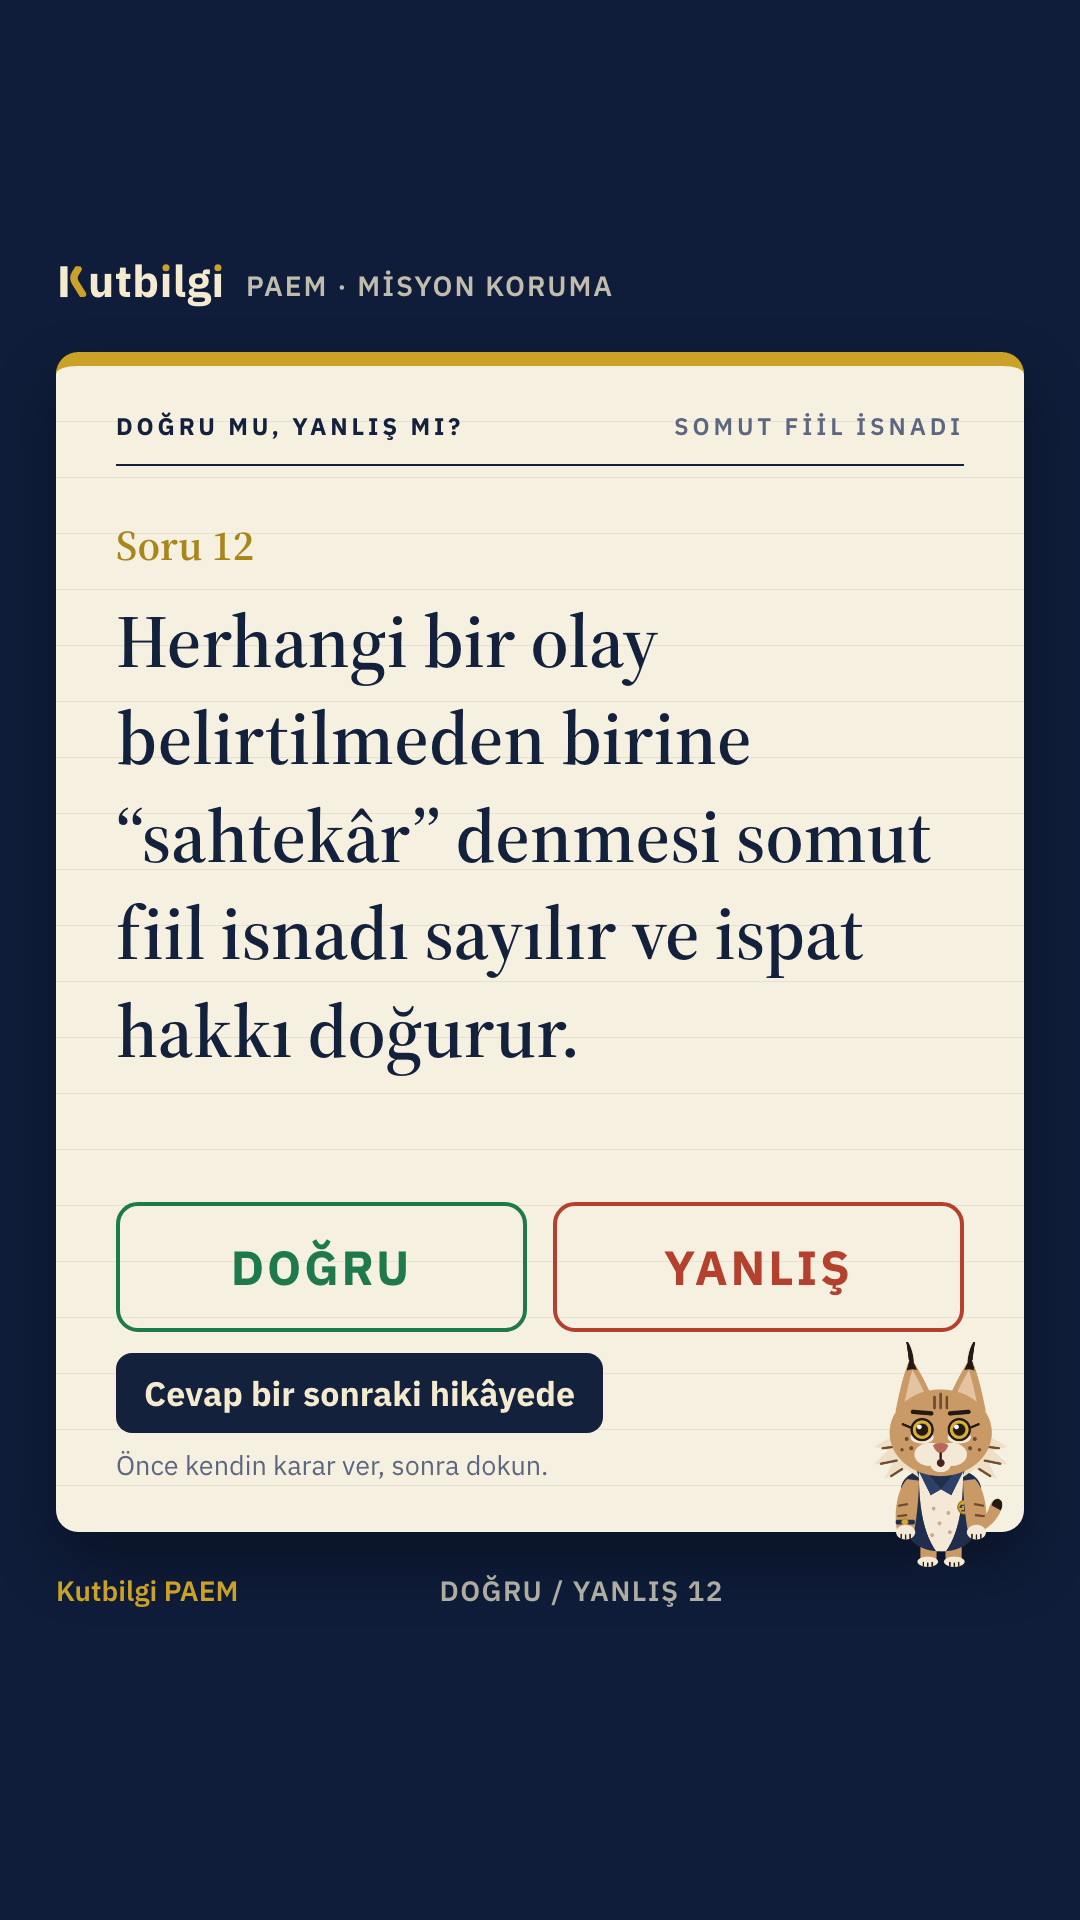 Kutbilgi PAEM · MİSYON KORUMA
DOĞRU MU, YANLIŞ MI? SOMUT FİİL İSNADI
Soru 12
Herhangi bir olay
belirtilmeden birine
“sahtekâr” denmesi somut
fiil isnadı sayılır ve ispat
hakkı doğurur.
DOĞRU YANLIŞ
Cevap bir sonraki hikâyede
Önce kendin karar ver, sonra dokun.
Kutbilgi PAEM DOĞRU / YANLIŞ 12